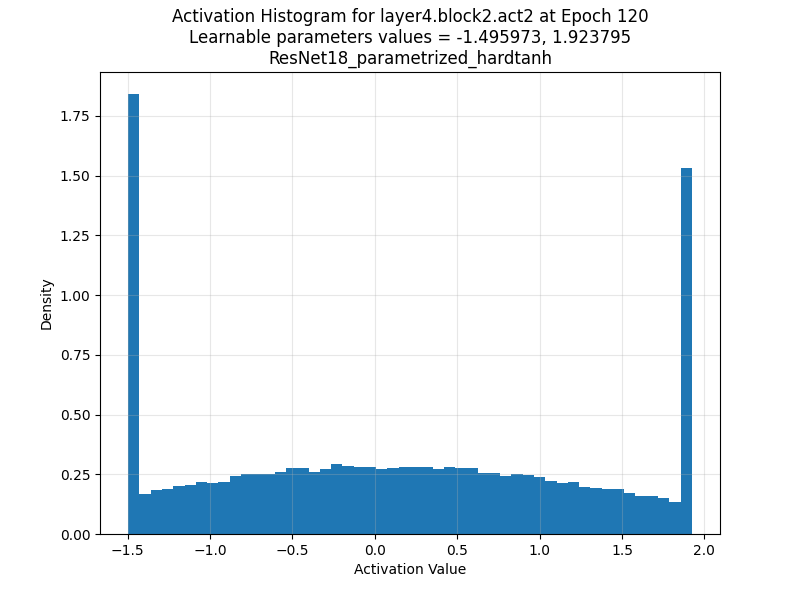 Activation Histogram for layer4.block2.act2 at Epoch 120
Learnable parameters values = -1.495973, 1.923795
ResNet18_parametrized_hardtanh
1.75
1.50
1.25
1.00
0.75
0.50
0.25
0.00
Density
−1.5 −1.0 −0.5 0.0 0.5 1.0 1.5 2.0
Activation Value